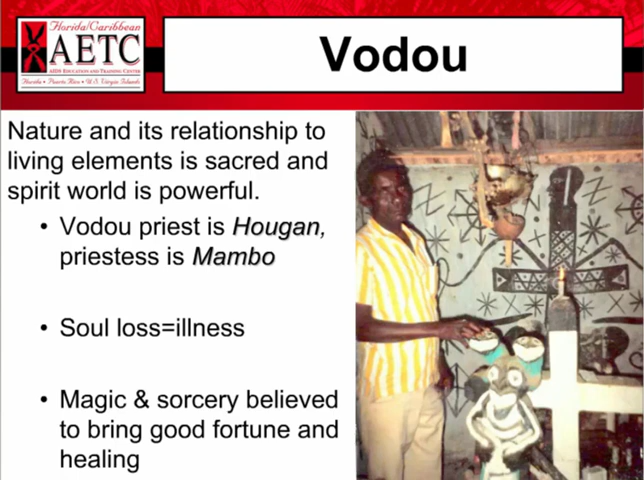 Florida/Caribbean
AETC
AIDS EDUCATION AND TRAINING CENTER
Florida • Puerto Rico • U.S. Virgin Islands
Vodou
Nature and its relationship to
living elements is sacred and
spirit world is powerful.
• Vodou priest is Hougan,
priestess is Mambo
• Soul loss=illness
• Magic & sorcery believed
to bring good fortune and
healing